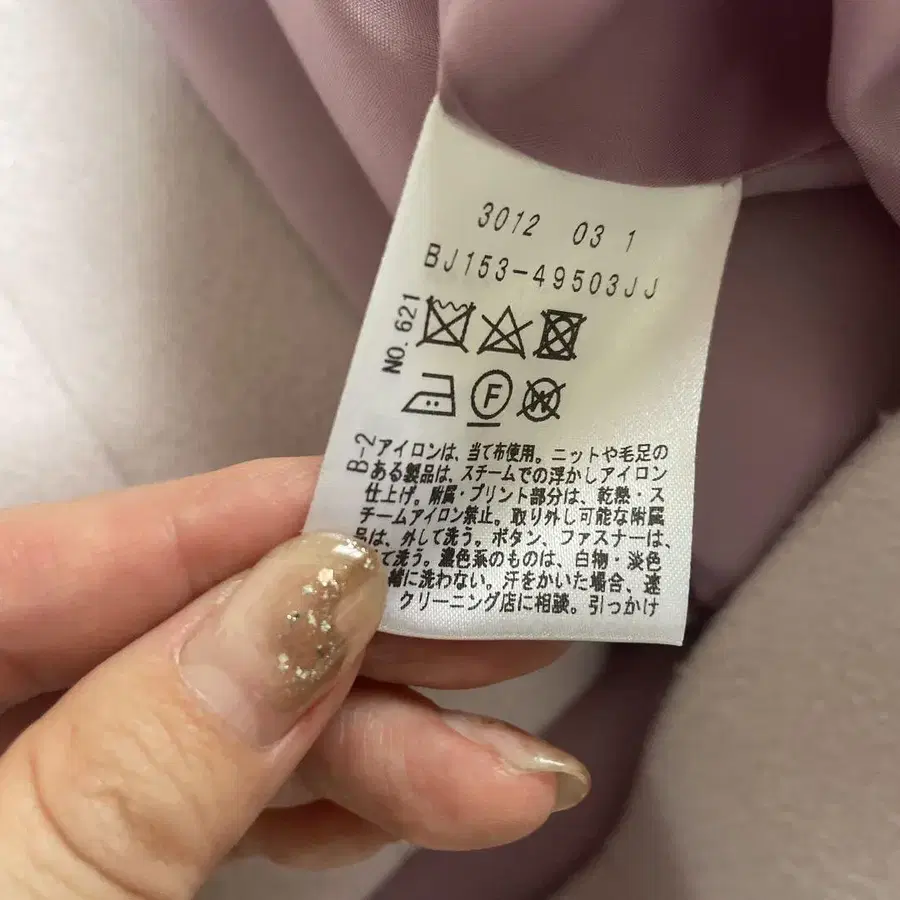 3012 03 1
BJ153-49503JJ
NO. 621
F
W
B-2
アイロンは、当て布使用。ニットや毛足の
ある製品は、スチームでの浮かしアイロン
仕上げ。附属・プリント部分は、乾熱・ス
チームアイロン禁止。取り外し可能な附属
品は、外して洗う。ボタン、ファスナーは、
て洗う。濃色系のものは、白物・淡色
緒に洗わない。汗をかいた場合、速
クリーニング店に相談。引っかけ